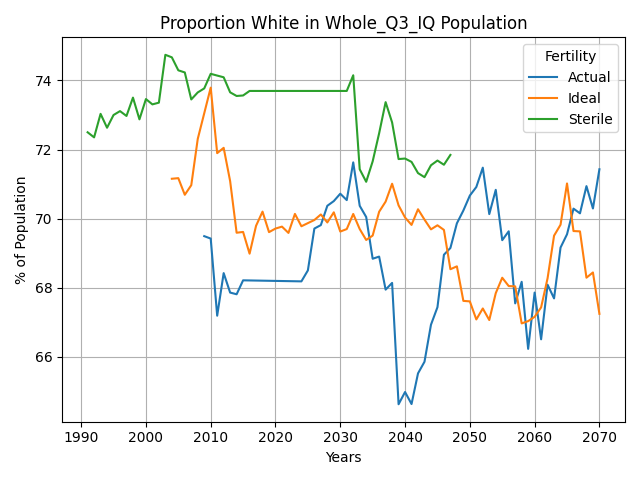 Proportion White in Whole_Q3_IQ Population
Fertility
Actual
Ideal
Sterile
% of Population
74
72
70
68
66
1990 2000 2010 2020 2030 2040 2050 2060 2070
Years